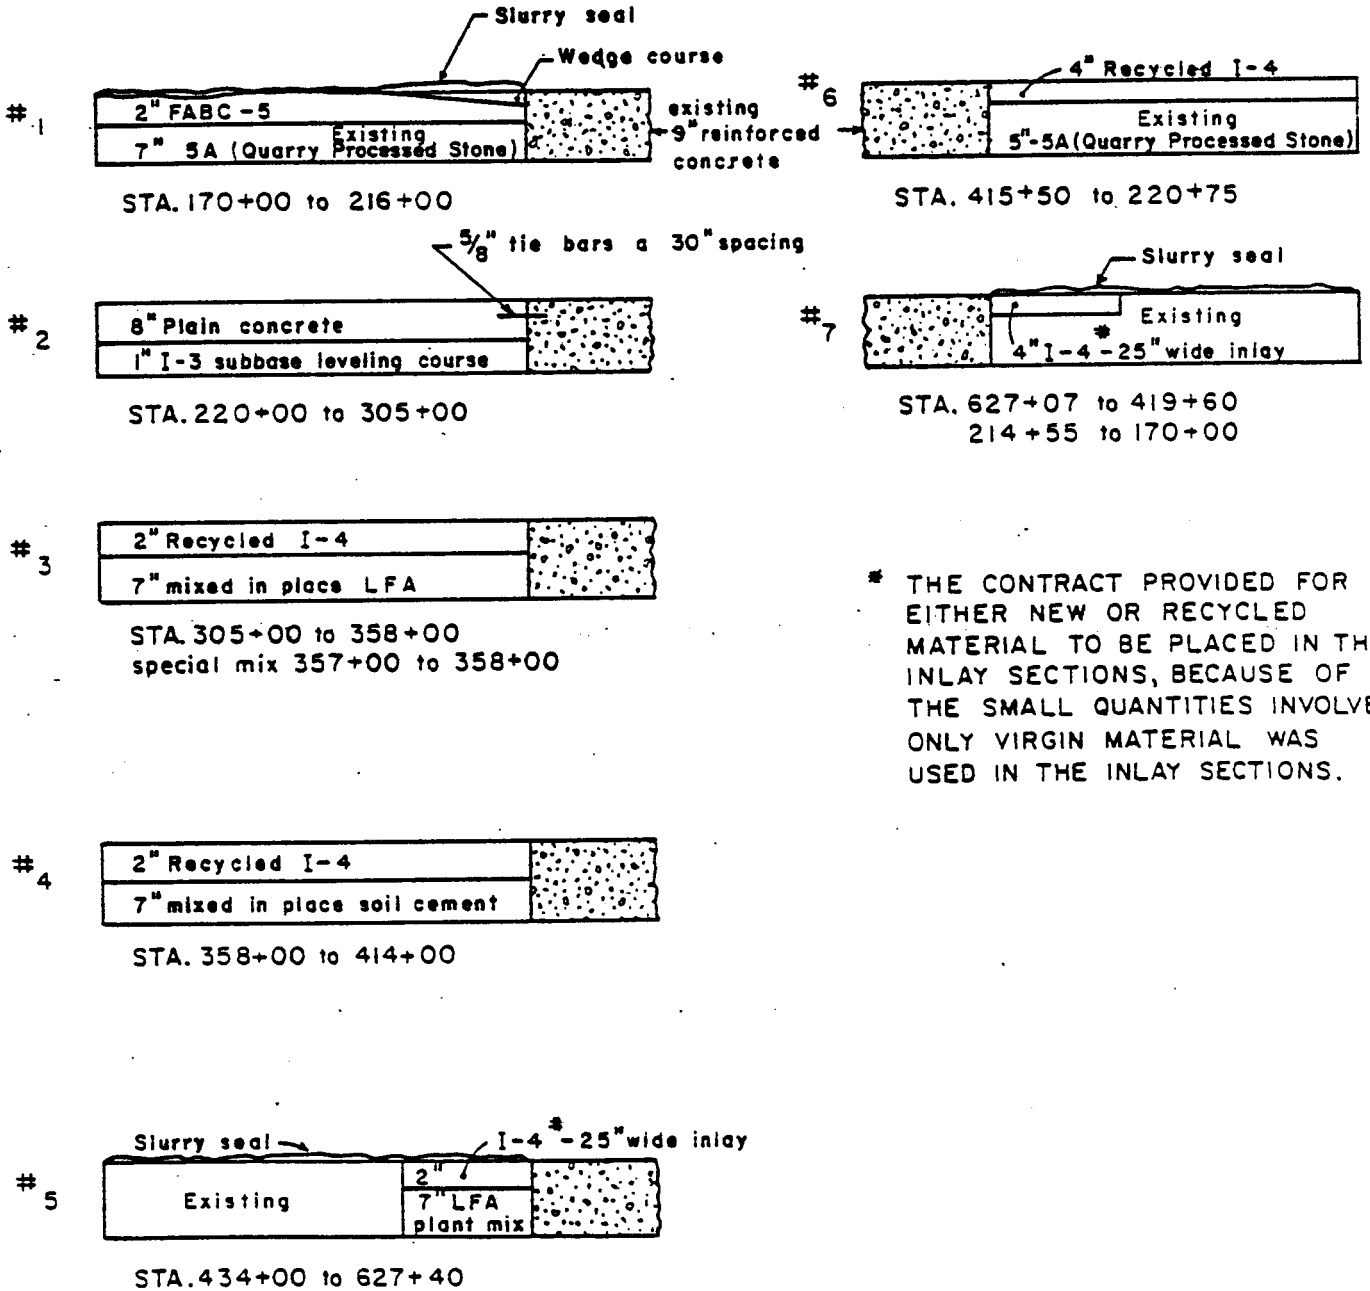 Slurry seal
Wedge course
#1
2" FABC-5
Existing
7" 5A (Quarry Processed Stone)
existing
9" reinforced
concrete
STA. 170+00 to 216+00
5/8" tie bars a 30" spacing
#2
8" Plain concrete
1" I-3 subbase leveling course
STA. 220+00 to 305+00
#3
2" Recycled I-4
7" mixed in place LFA
STA. 305+00 to 358+00
special mix 357+00 to 358+00
#4
2" Recycled I-4
7" mixed in place soil cement
STA. 358+00 to 414+00
#5
Slurry seal
I-4*-25" wide inlay
Existing
2"
7" LFA
plant mix
STA. 434+00 to 627+40
#6
4" Recycled I-4
Existing
5"-5A (Quarry Processed Stone)
STA. 415+50 to 220+75
#7
Slurry seal
Existing
4" I-4*-25" wide inlay
STA. 627+07 to 419+60
214+55 to 170+00
* THE CONTRACT PROVIDED FOR
EITHER NEW OR RECYCLED
MATERIAL TO BE PLACED IN TH
INLAY SECTIONS, BECAUSE OF
THE SMALL QUANTITIES INVOLVE
ONLY VIRGIN MATERIAL WAS
USED IN THE INLAY SECTIONS.